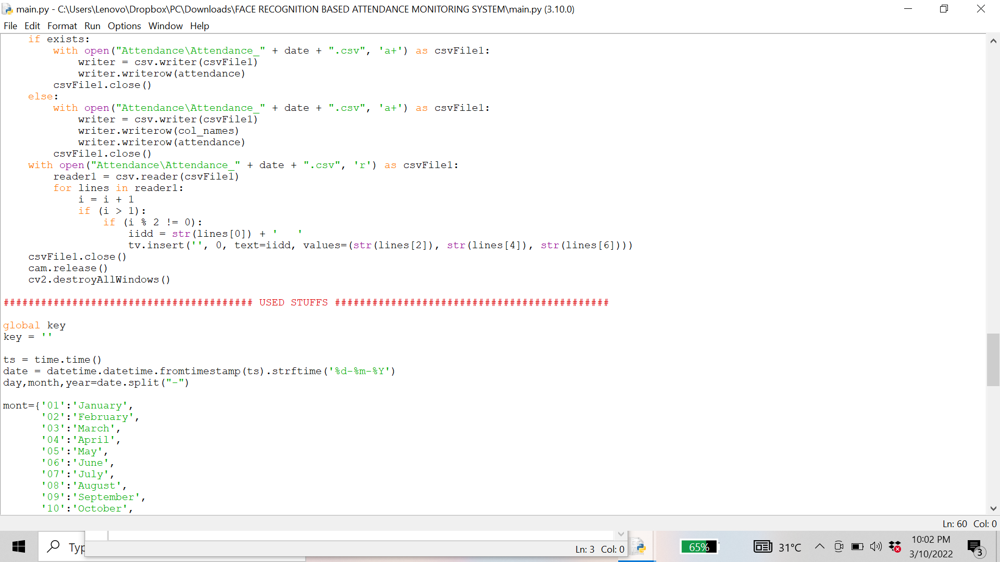 main.py - C:\Users\Lenovo\Dropbox\PC\Downloads\FACE RECOGNITION BASED ATTENDANCE MONITORING SYSTEM\main.py (3.10.0)
File Edit Format Run Options Window Help
    if exists:
        with open("Attendance\Attendance_" + date + ".csv", 'a+') as csvFile1:
            writer = csv.writer(csvFile1)
            writer.writerow(attendance)
        csvFile1.close()
    else:
        with open("Attendance\Attendance_" + date + ".csv", 'a+') as csvFile1:
            writer = csv.writer(csvFile1)
            writer.writerow(col_names)
            writer.writerow(attendance)
        csvFile1.close()
    with open("Attendance\Attendance_" + date + ".csv", 'r') as csvFile1:
        reader1 = csv.reader(csvFile1)
        for lines in reader1:
            i = i + 1
            if (i > 1):
                if (i % 2 != 0):
                    iidd = str(lines[0]) + '   '
                    tv.insert('', 0, text=iidd, values=(str(lines[2]), str(lines[4]), str(lines[6])))
    csvFile1.close()
    cam.release()
    cv2.destroyAllWindows()
######################################## USED STUFFS ############################################
global key
key = ''
ts = time.time()
date = datetime.datetime.fromtimestamp(ts).strftime('%d-%m-%Y')
day,month,year=date.split("-")
mont={'01':'January',
      '02':'February',
      '03':'March',
      '04':'April',
      '05':'May',
      '06':'June',
      '07':'July',
      '08':'August',
      '09':'September',
      '10':'October',
Ln: 60 Col: 0
Typ
Ln: 3 Col: 0
65%
31°C
10:02 PM
3/10/2022
3